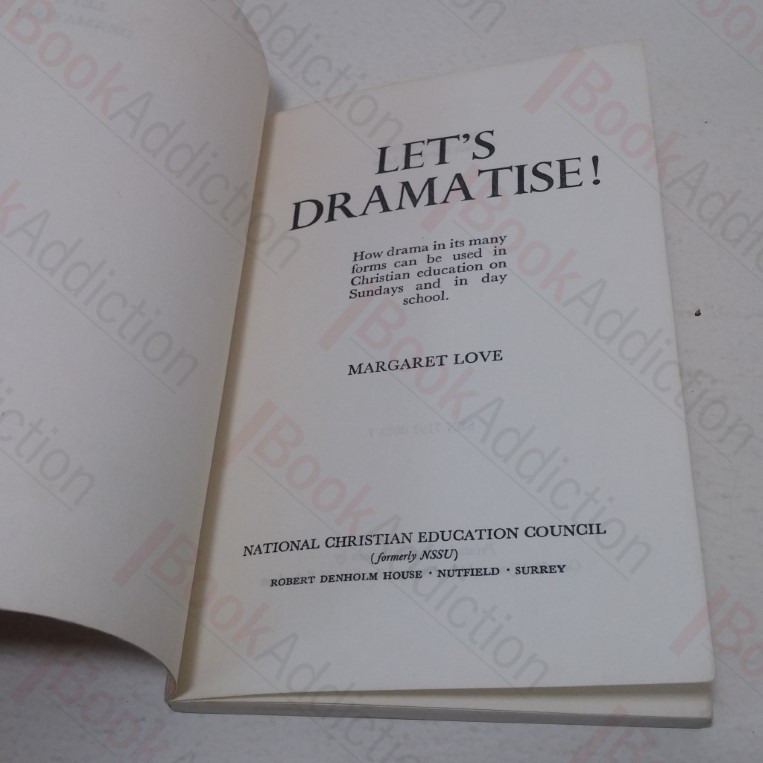 LET'S
DRAMATISE!
How drama in its many
forms can be used in
Christian education on
Sundays and in day
school.
MARGARET LOVE
NATIONAL CHRISTIAN EDUCATION COUNCIL
(formerly NSSU)
ROBERT DENHOLM HOUSE · NUTFIELD · SURREY
BookAddiction